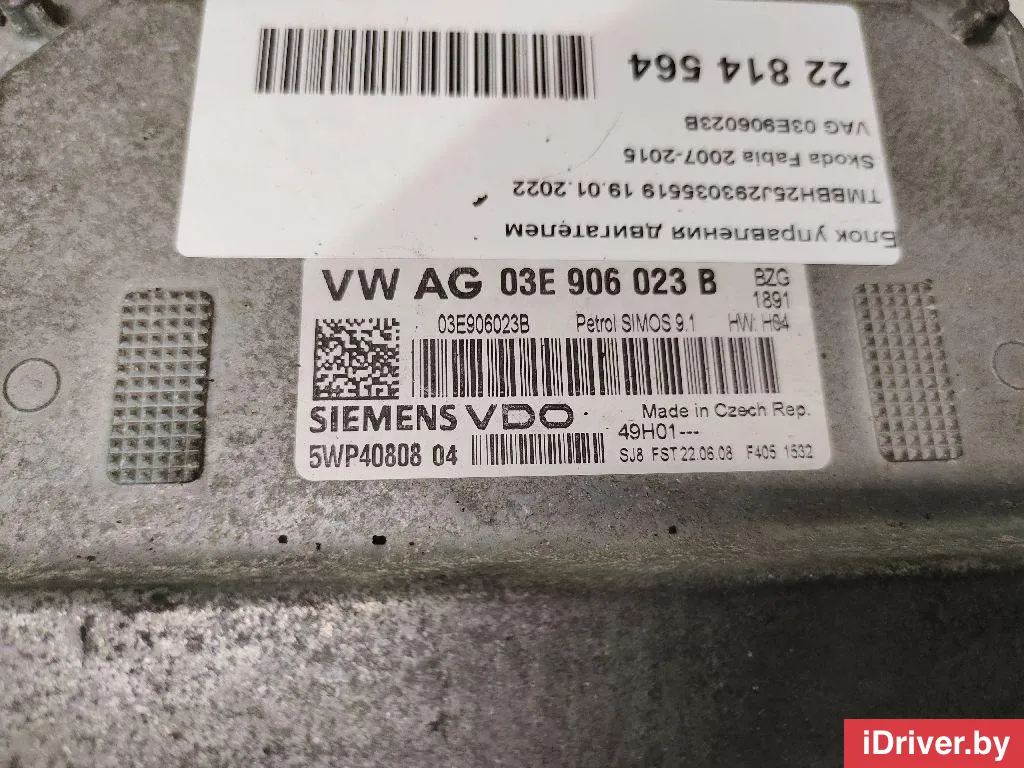 Блок управления двигателем
TMBBH25J293035519 19.01.2022
Skoda Fabia 2007-2015
VAG 03E906023B
22 814 564
VW AG 03E 906 023 B
BZG
1891
03E906023B Petrol SIMOS 9.1 HW: H04
SIEMENS VDO
Made in Czech Rep.
49H01---
5WP40808 04
SJ8 FST 22.06.08 F405 1532
iDriver.by